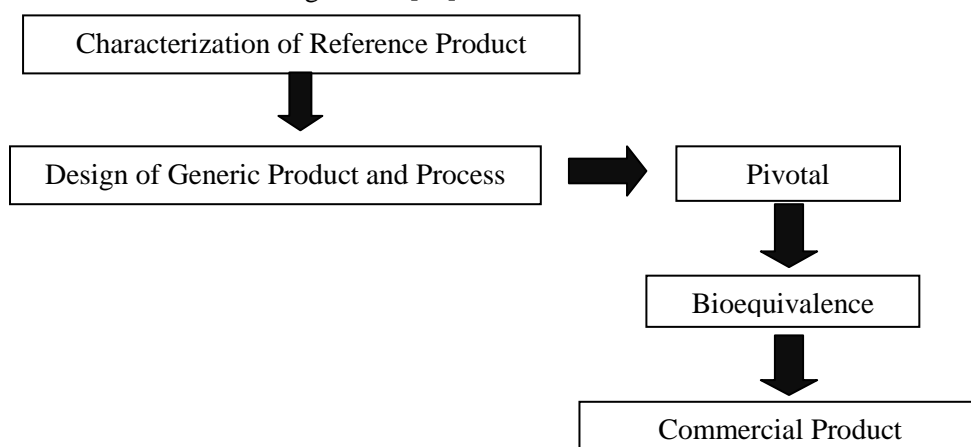 Characterization of Reference Product
Design of Generic Product and Process
Pivotal
Bioequivalence
Commercial Product